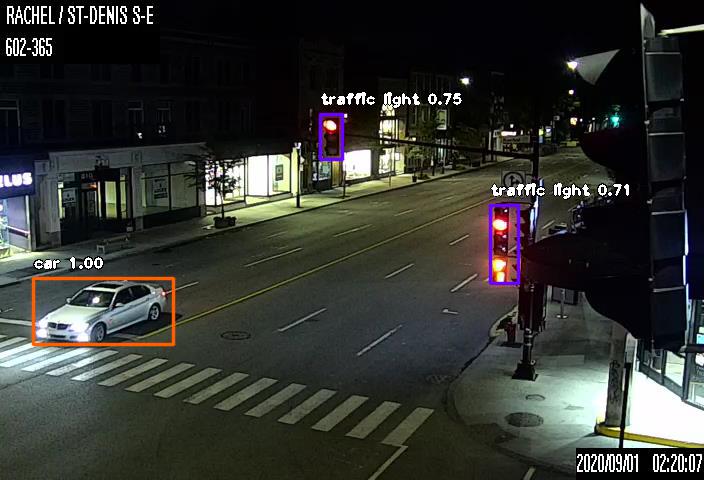 RACHEL / ST-DENIS S-E
602-365
traffic light 0.75
traffic light 0.71
ELUS
car 1.00
2020/09/01 02:20:07